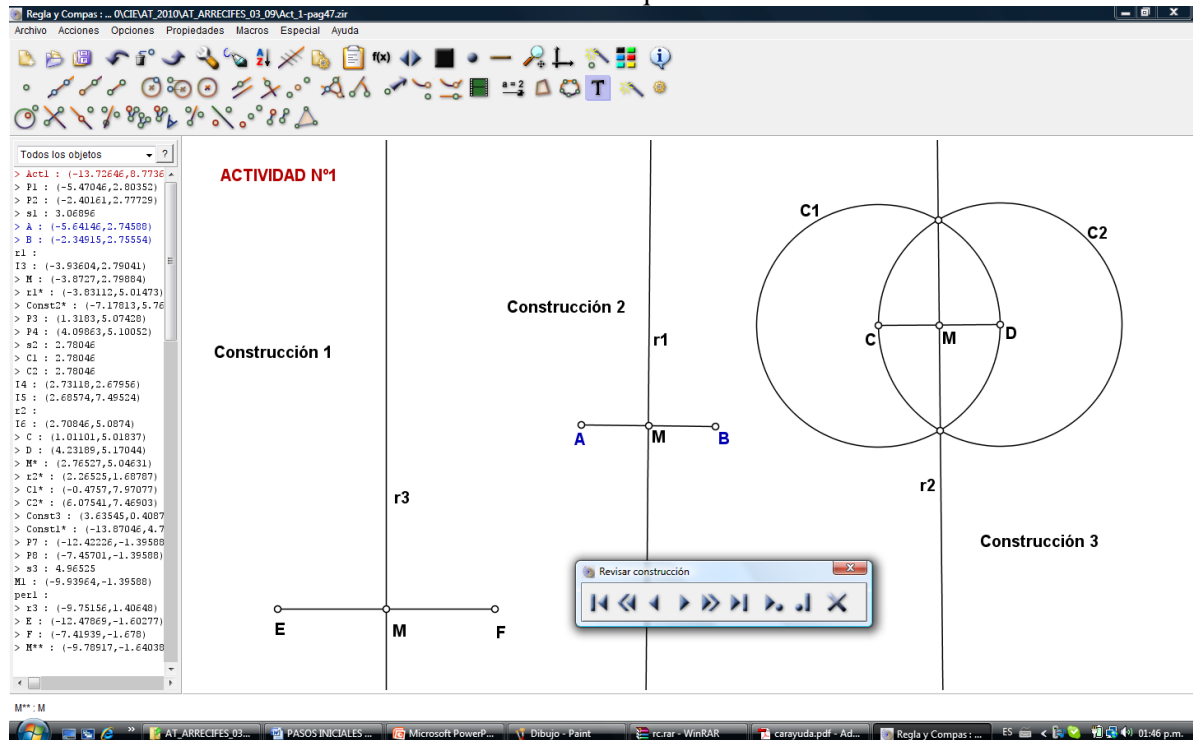 Regla y Compas : ... 0\CIE\AT_2010\AT_ARRECIFES_03_09\Act_1-pag47.zir
Archivo Acciones Opciones Propiedades Macros Especial Ayuda
f(x)
a=2
T
Todos los objetos
?
> Act1 : (-13.72646,8.7736
> P1 : (-5.47046,2.80352)
> P2 : (-2.40161,2.77729)
> s1 : 3.06896
> A : (-5.64146,2.74588)
> B : (-2.34915,2.75554)
r1 :
I3 : (-3.93604,2.79041)
> M : (-3.8727,2.79884)
> r1* : (-3.83112,5.01473)
> Const2* : (-7.17813,5.76
> P3 : (1.3183,5.07428)
> P4 : (4.09863,5.10052)
> s2 : 2.78046
> C1 : 2.78046
> C2 : 2.78046
I4 : (2.73118,2.67956)
I5 : (2.68574,7.49524)
r2 :
I6 : (2.70846,5.0874)
> C : (1.01101,5.01837)
> D : (4.23189,5.17044)
> M* : (2.76527,5.04631)
> r2* : (2.26525,1.68787)
> C1* : (-0.4757,7.97077)
> C2* : (6.07541,7.46903)
> Const3 : (3.63545,0.4087
> Const1* : (-13.87046,4.7
> P7 : (-12.42226,-1.39588
> P8 : (-7.45701,-1.39588)
> s3 : 4.96525
M1 : (-9.93964,-1.39588)
per1 :
> r3 : (-9.75156,1.40648)
> E : (-12.47869,-1.60277)
> F : (-7.41939,-1.678)
> M** : (-9.78917,-1.64038
ACTIVIDAD Nº1
Construcción 1
r3
E M F
Construcción 2
r1
A M B
C1
C2
C M D
r2
Construcción 3
Revisar construcción
M** : M
AT_ARRECIFES_03...
PASOS INICIALES ...
Microsoft PowerP...
Dibujo - Paint
rc.rar - WinRAR
carayuda.pdf - Ad...
Regla y Compas : ...
ES
01:46 p.m.